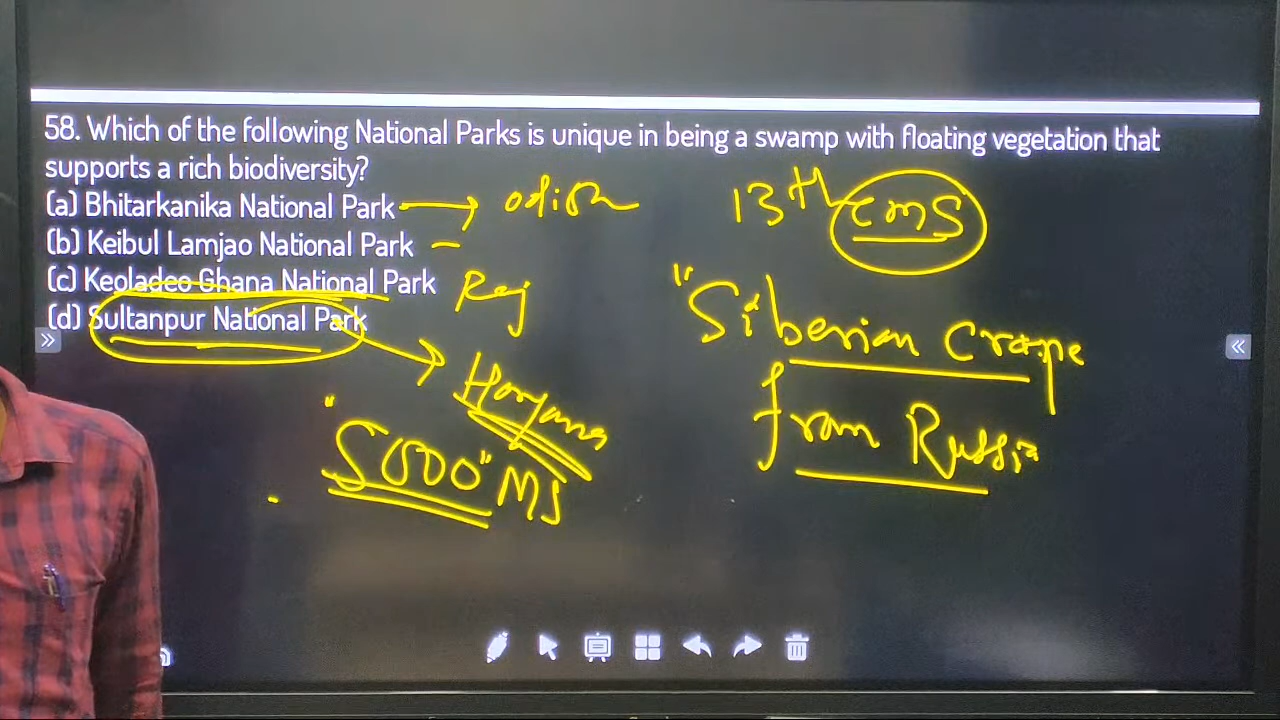 58. Which of the following National Parks is unique in being a swamp with floating vegetation that
supports a rich biodiversity?
(a) Bhitarkanika National Park
(b) Keibul Lamjao National Park
(c) Keoladeo Ghana National Park
(d) Sultanpur National Park
Raj
Haryana
"5000" MS
13th CMS
"Siberian Crane
from Russia